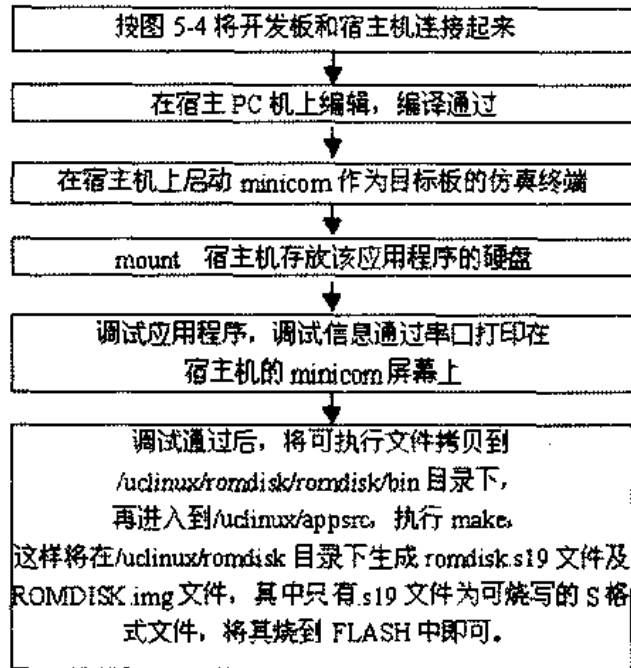 按图 5-4 将开发板和宿主机连接起来
在宿主 PC 机上编辑，编译通过
在宿主机上启动 minicom 作为目标板的仿真终端
mount 宿主机存放该应用程序的硬盘
调试应用程序，调试信息通过串口打印在
宿主机的 minicom 屏幕上
调试通过后，将可执行文件拷贝到
/uclinux/romdisk/romdisk/bin 目录下，
再进入到/uclinux/appsrc，执行 make，
这样将在/uclinux/romdisk 目录下生成 romdisk.s19 文件及
ROMDISK.img 文件，其中只有.s19 文件为可烧写的 S 格
式文件，将其烧到 FLASH 中即可。